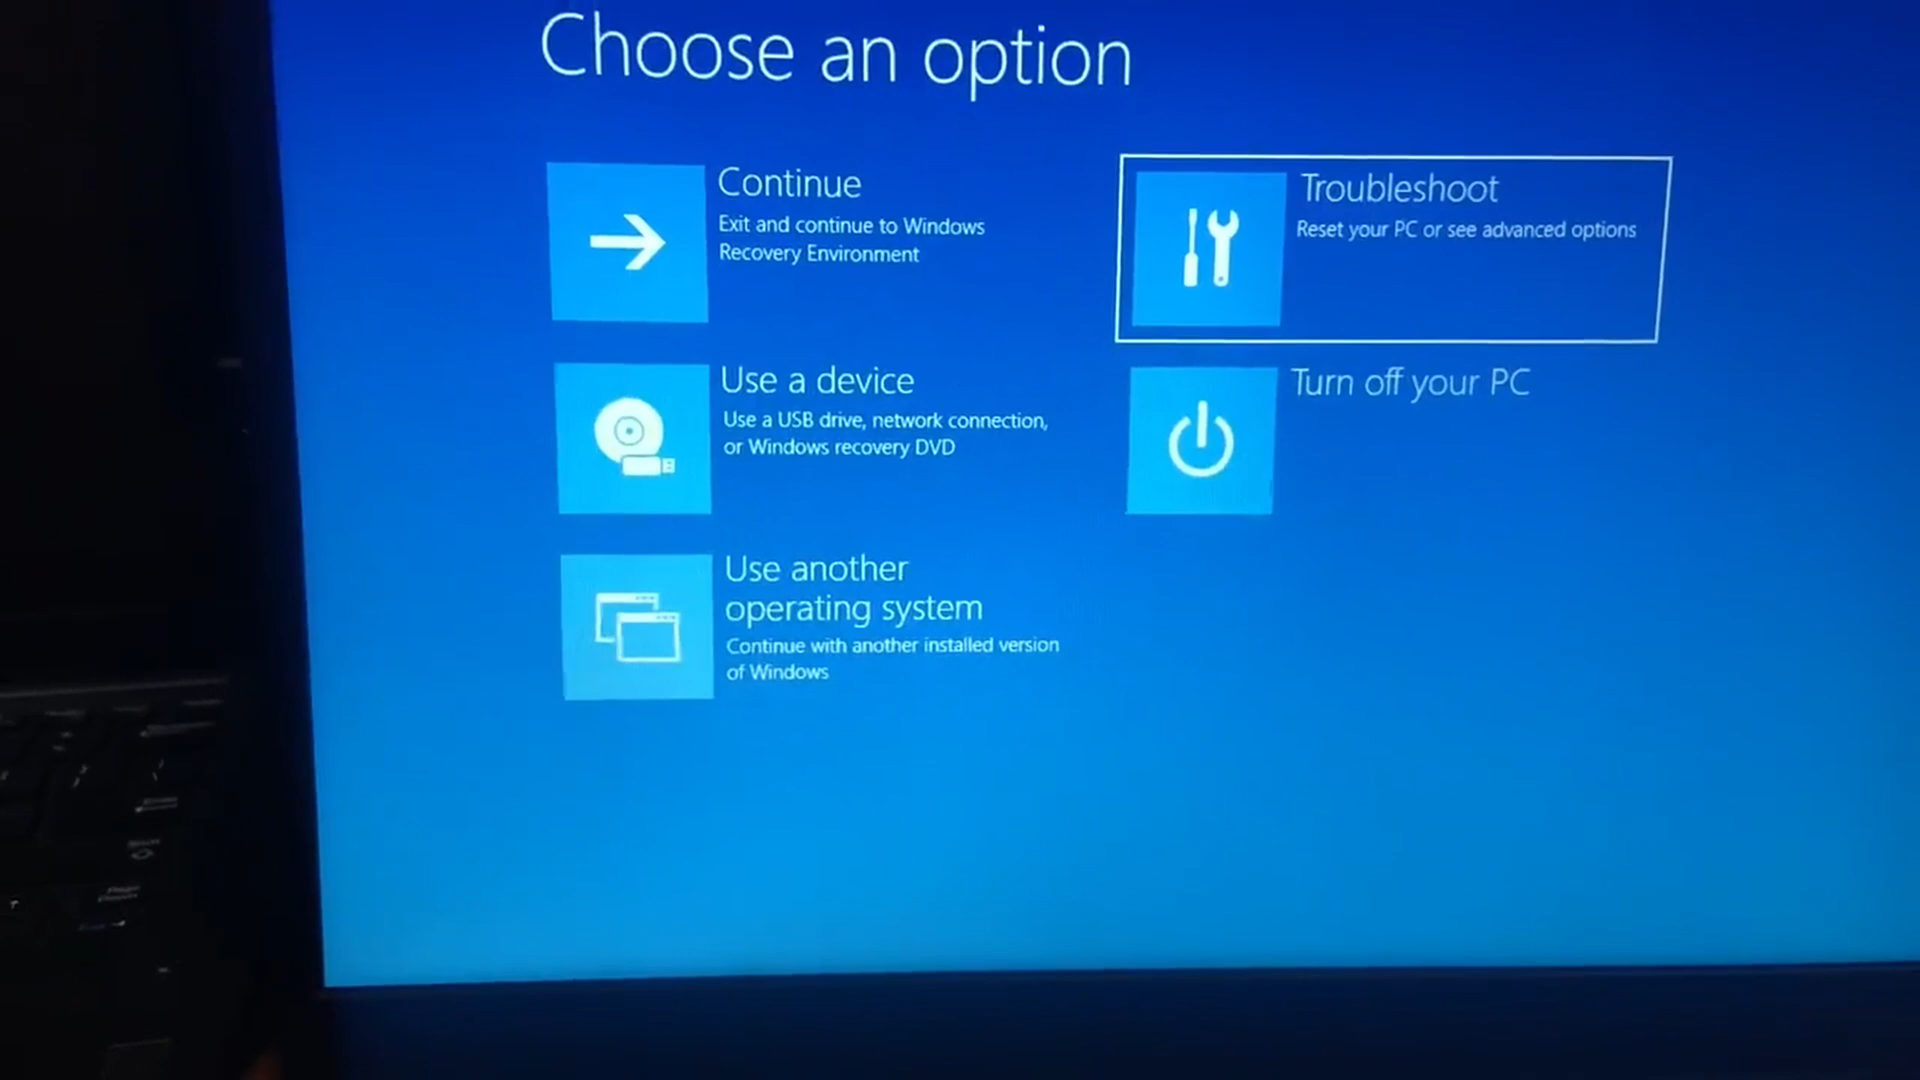 Choose an option
Continue
Exit and continue to Windows
Recovery Environment
Troubleshoot
Reset your PC or see advanced options
Use a device
Use a USB drive, network connection,
or Windows recovery DVD
Turn off your PC
Use another
operating system
Continue with another installed version
of Windows